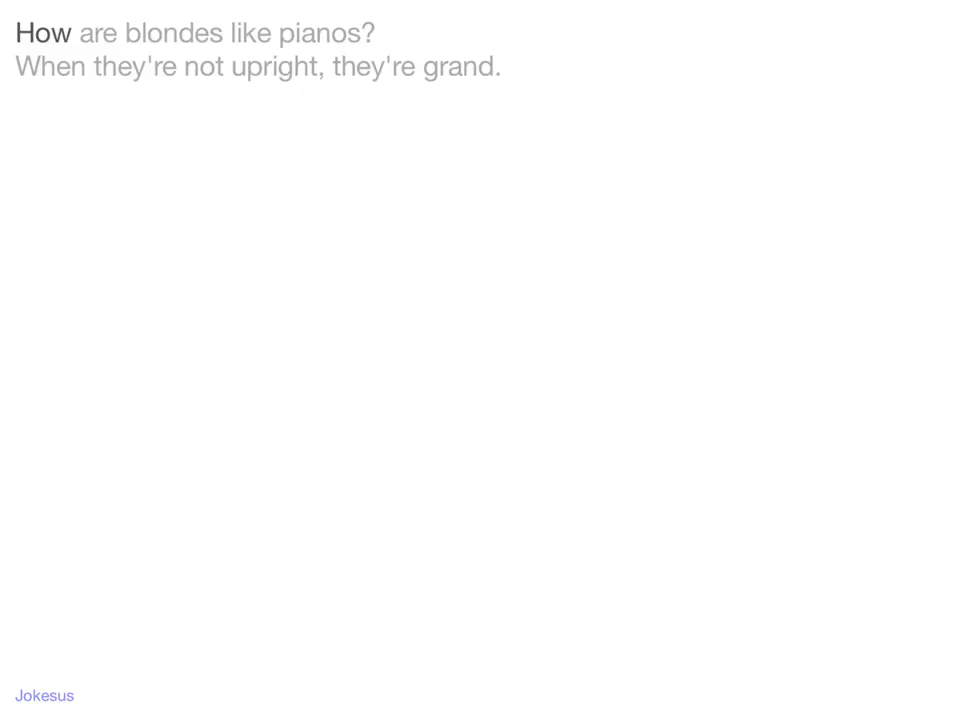 How are blondes like pianos?
When they're not upright, they're grand.
Jokesus